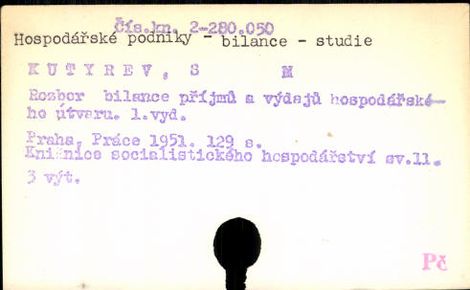 Čís.kn. 2-280.050
Hospodářské podniky - bilance - studie
KUTYREV, S M
Rozbor bilance příjmů a výdajů hospodářské-
ho útvaru. 1.vyd.
Praha, Práce 1951. 129 s.
Knižnice socialistického hospodářství sv.11.
3 výt.
Pč